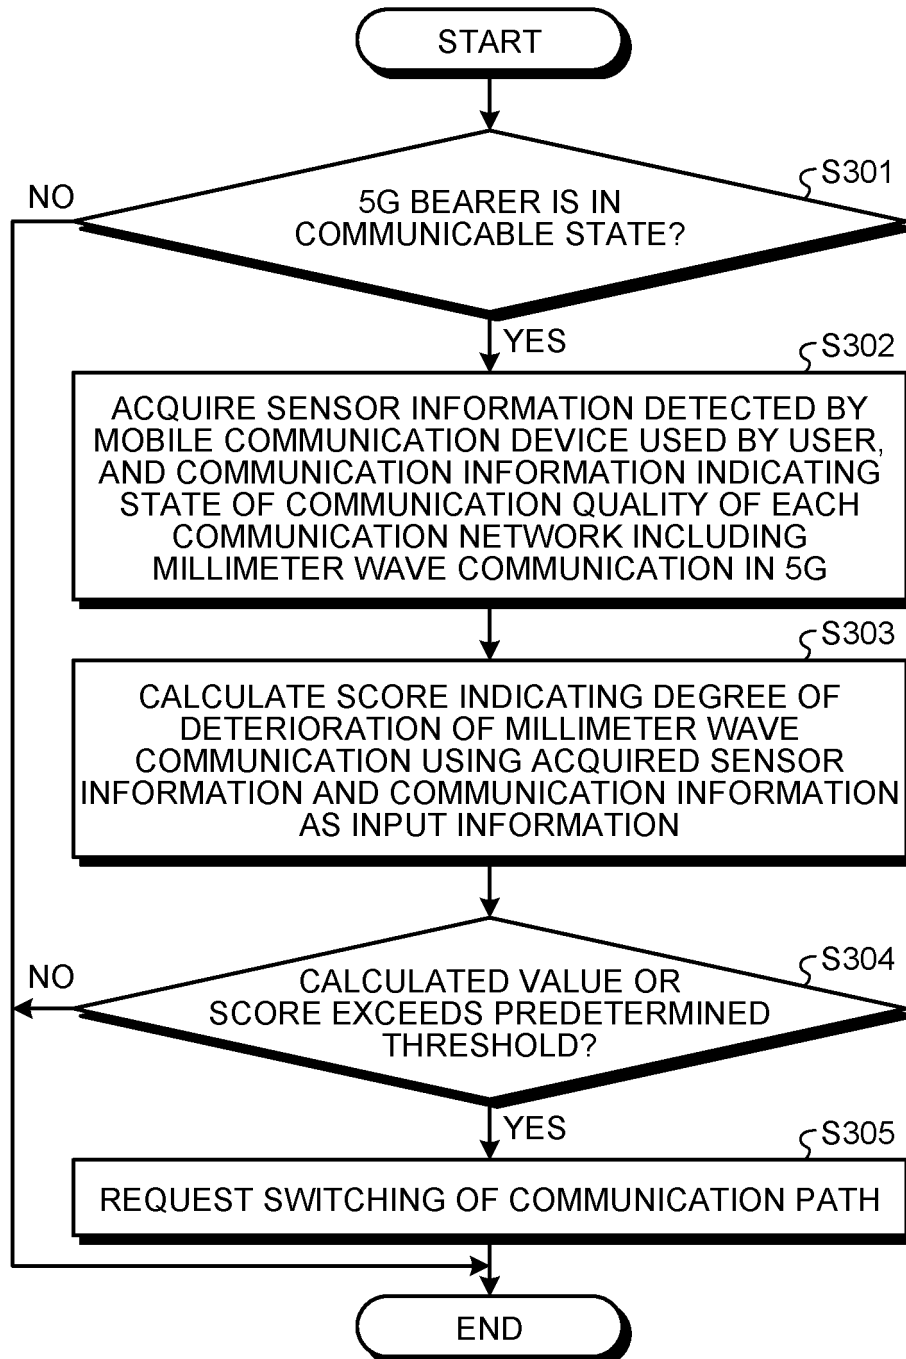 START
S301
NO
5G BEARER IS IN
COMMUNICABLE STATE?
YES
S302
ACQUIRE SENSOR INFORMATION DETECTED BY
MOBILE COMMUNICATION DEVICE USED BY USER,
AND COMMUNICATION INFORMATION INDICATING
STATE OF COMMUNICATION QUALITY OF EACH
COMMUNICATION NETWORK INCLUDING
MILLIMETER WAVE COMMUNICATION IN 5G
S303
CALCULATE SCORE INDICATING DEGREE OF
DETERIORATION OF MILLIMETER WAVE
COMMUNICATION USING ACQUIRED SENSOR
INFORMATION AND COMMUNICATION INFORMATION
AS INPUT INFORMATION
S304
NO
CALCULATED VALUE OR
SCORE EXCEEDS PREDETERMINED
THRESHOLD?
YES
S305
REQUEST SWITCHING OF COMMUNICATION PATH
END